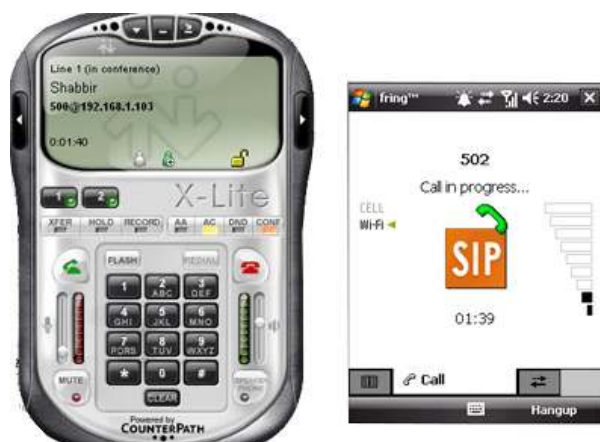 Line 1 (in conference)
Shabbir
500@192.168.1.103
0:01:40
1 2
X-Lite
XFER HOLD RECORD AA AC DND CONF
FLASH REDIAL
1 2 ABC 3 DEF
4 GHI 5 JKL 6 MNO
7 PQRS 8 TUV 9 WXYZ
* 0 #
MUTE SPEAKER PHONE
CLEAR
Powered by
COUNTERPATH
fring™ 2:20
502
Call in progress...
CELL
Wi-Fi
SIP
01:39
Call
Hangup